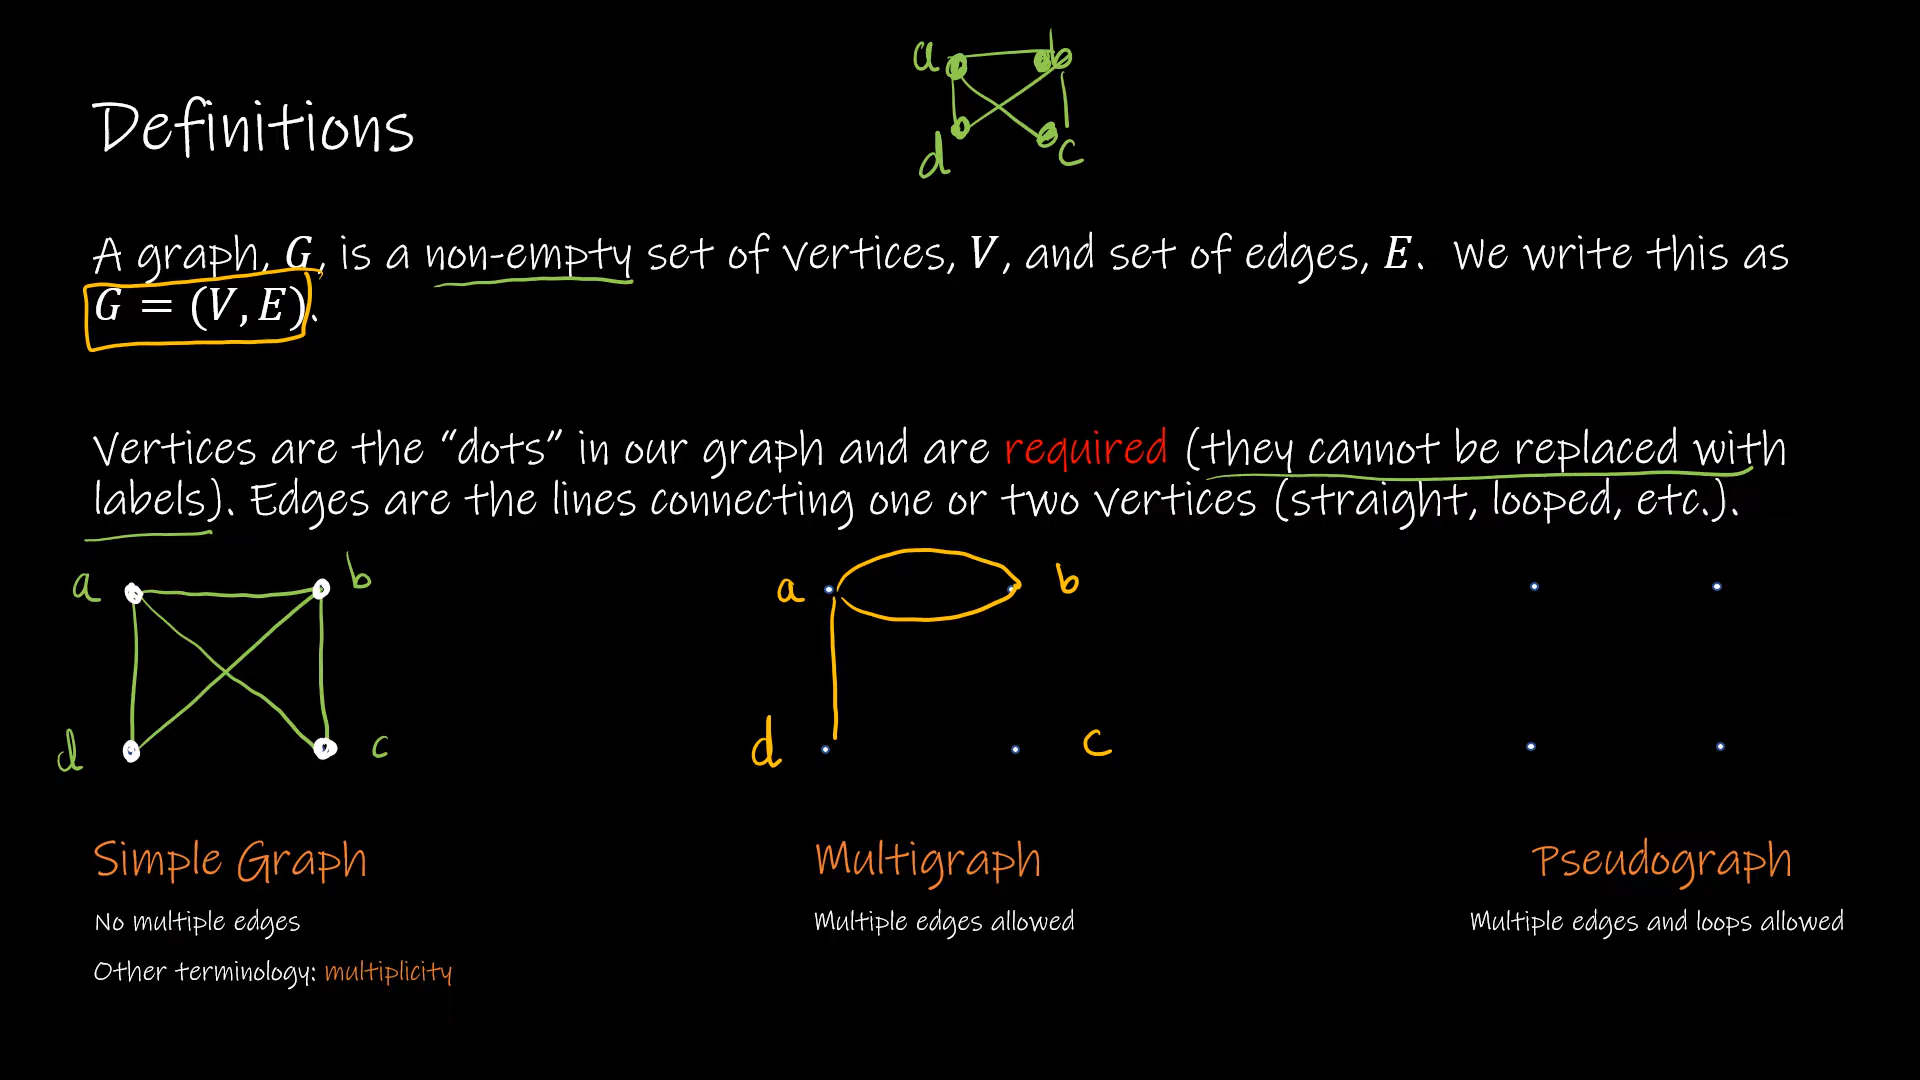 a b
d c
Definitions
A graph, G, is a non-empty set of vertices, V, and set of edges, E. We write this as
G = (V, E).
Vertices are the “dots” in our graph and are required (they cannot be replaced with
labels). Edges are the lines connecting one or two vertices (straight, looped, etc.).
a b a b
d c d c
Simple Graph
No multiple edges
Other terminology: multiplicity
Multigraph
Multiple edges allowed
Pseudograph
Multiple edges and loops allowed